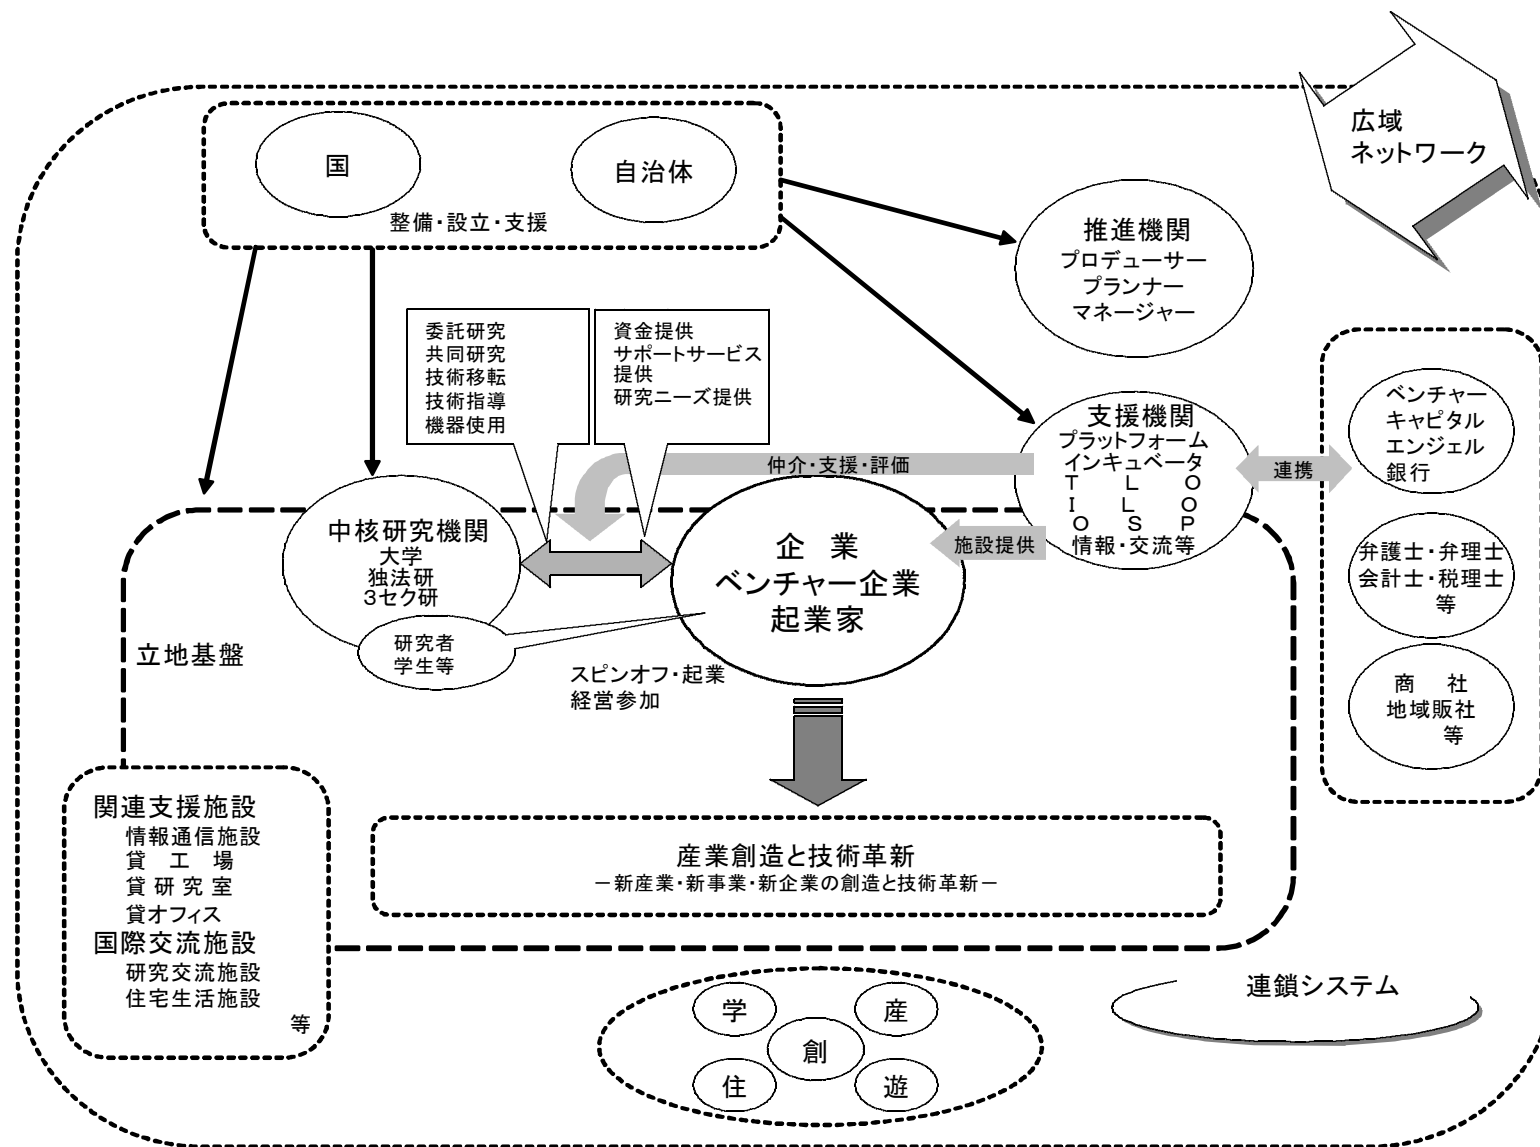 広域
ネットワーク
国
自治体
整備・設立・支援
推進機関
プロデューサー
プランナー
マネージャー
委託研究
共同研究
技術移転
技術指導
機器使用
資金提供
サポートサービス
提供
研究ニーズ提供
支援機関
プラットフォーム
インキュベータ
T L O
I L O
O S P
情報・交流等
仲介・支援・評価
連携
施設提供
ベンチャー
キャピタル
エンジェル
銀行
弁護士・弁理士
会計士・税理士
等
商 社
地域販社
等
中核研究機関
大学
独法研
3セク研
研究者
学生等
企 業
ベンチャー企業
起業家
スピンオフ・起業
経営参加
立地基盤
関連支援施設
情報通信施設
貸 工 場
貸 研 究 室
貸オフィス
国際交流施設
研究交流施設
住宅生活施設
等
産業創造と技術革新
－新産業・新事業・新企業の創造と技術革新－
連鎖システム
学
産
創
住
遊